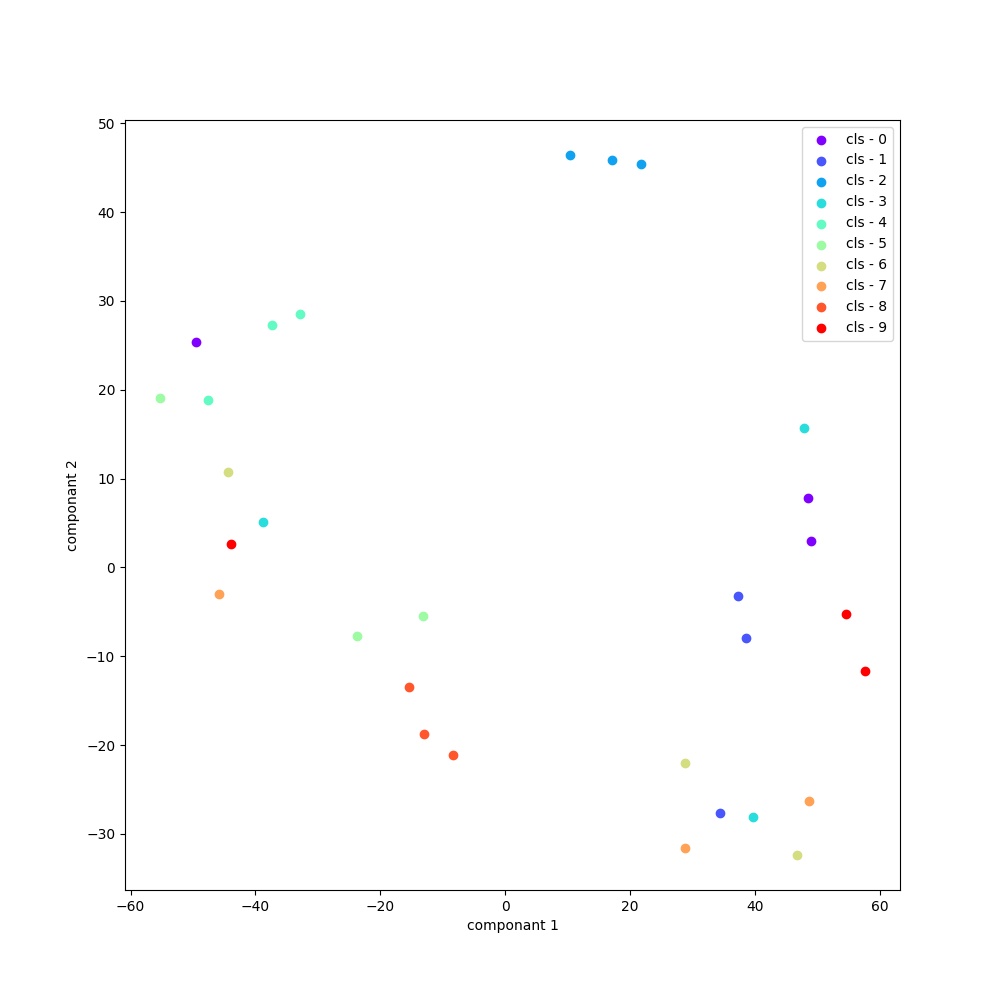 50
40
30
20
10
0
−10
−20
−30
componant 2
cls - 0
cls - 1
cls - 2
cls - 3
cls - 4
cls - 5
cls - 6
cls - 7
cls - 8
cls - 9
−60 −40 −20 0 20 40 60
componant 1